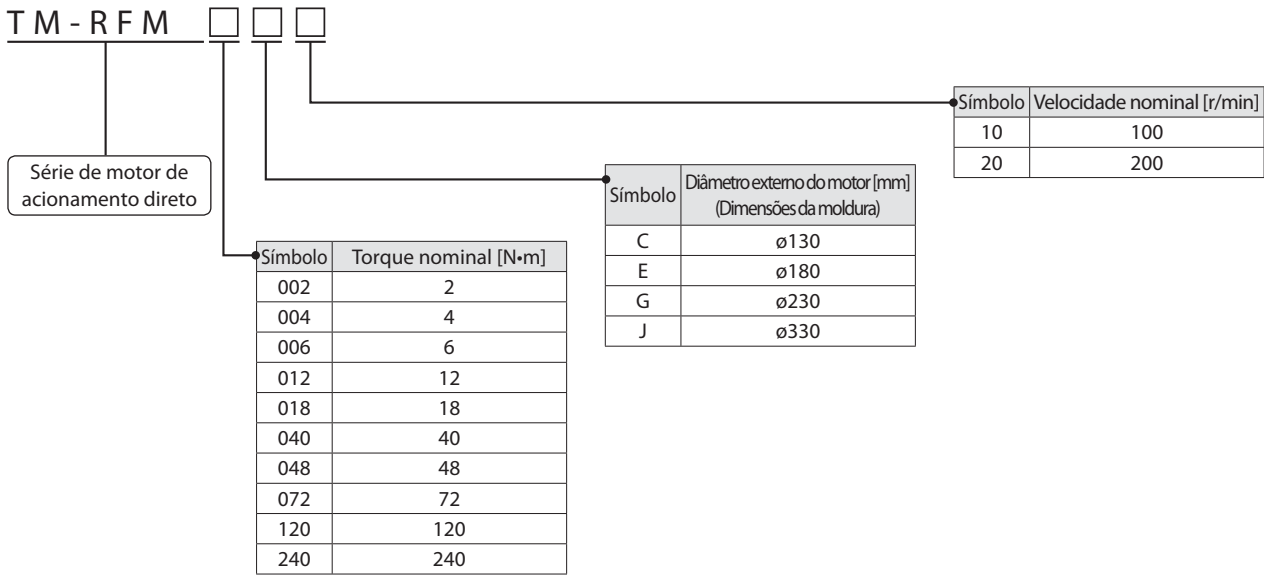 TM-RFM □ □ □
Símbolo Velocidade nominal [r/min]
10 100
20 200
Série de motor de
acionamento direto
Símbolo Diâmetro externo do motor [mm]
(Dimensões da moldura)
C ø130
E ø180
G ø230
J ø330
Símbolo Torque nominal [N•m]
002 2
004 4
006 6
012 12
018 18
040 40
048 48
072 72
120 120
240 240